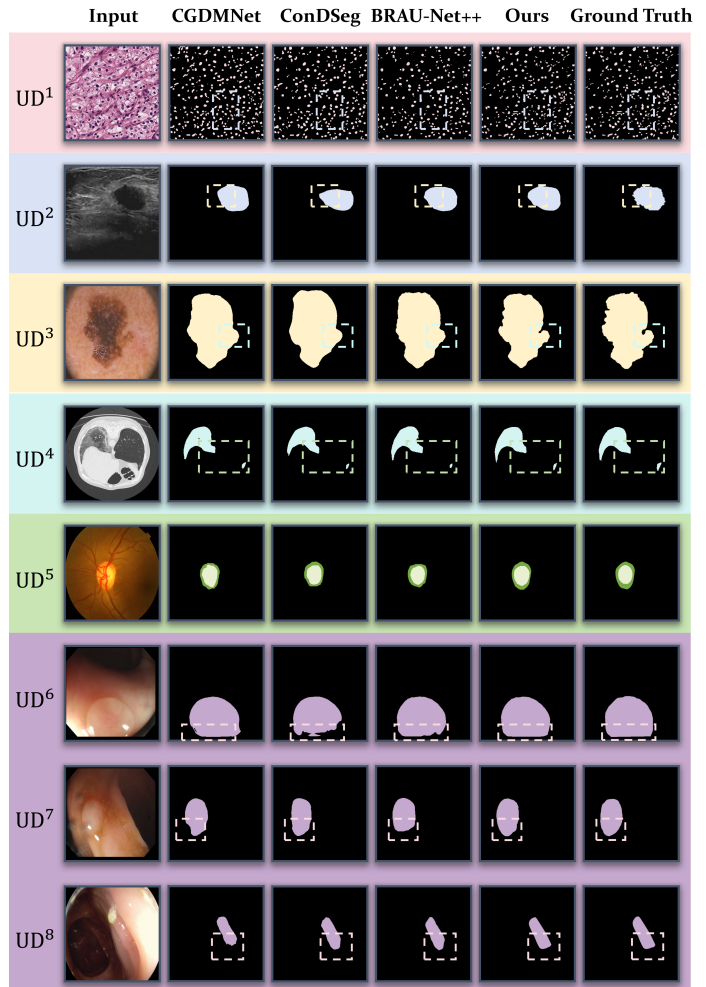 Input CGDMNet ConDSeg BRAU-Net++ Ours Ground Truth
UD¹
UD²
UD³
UD⁴
UD⁵
UD⁶
UD⁷
UD⁸